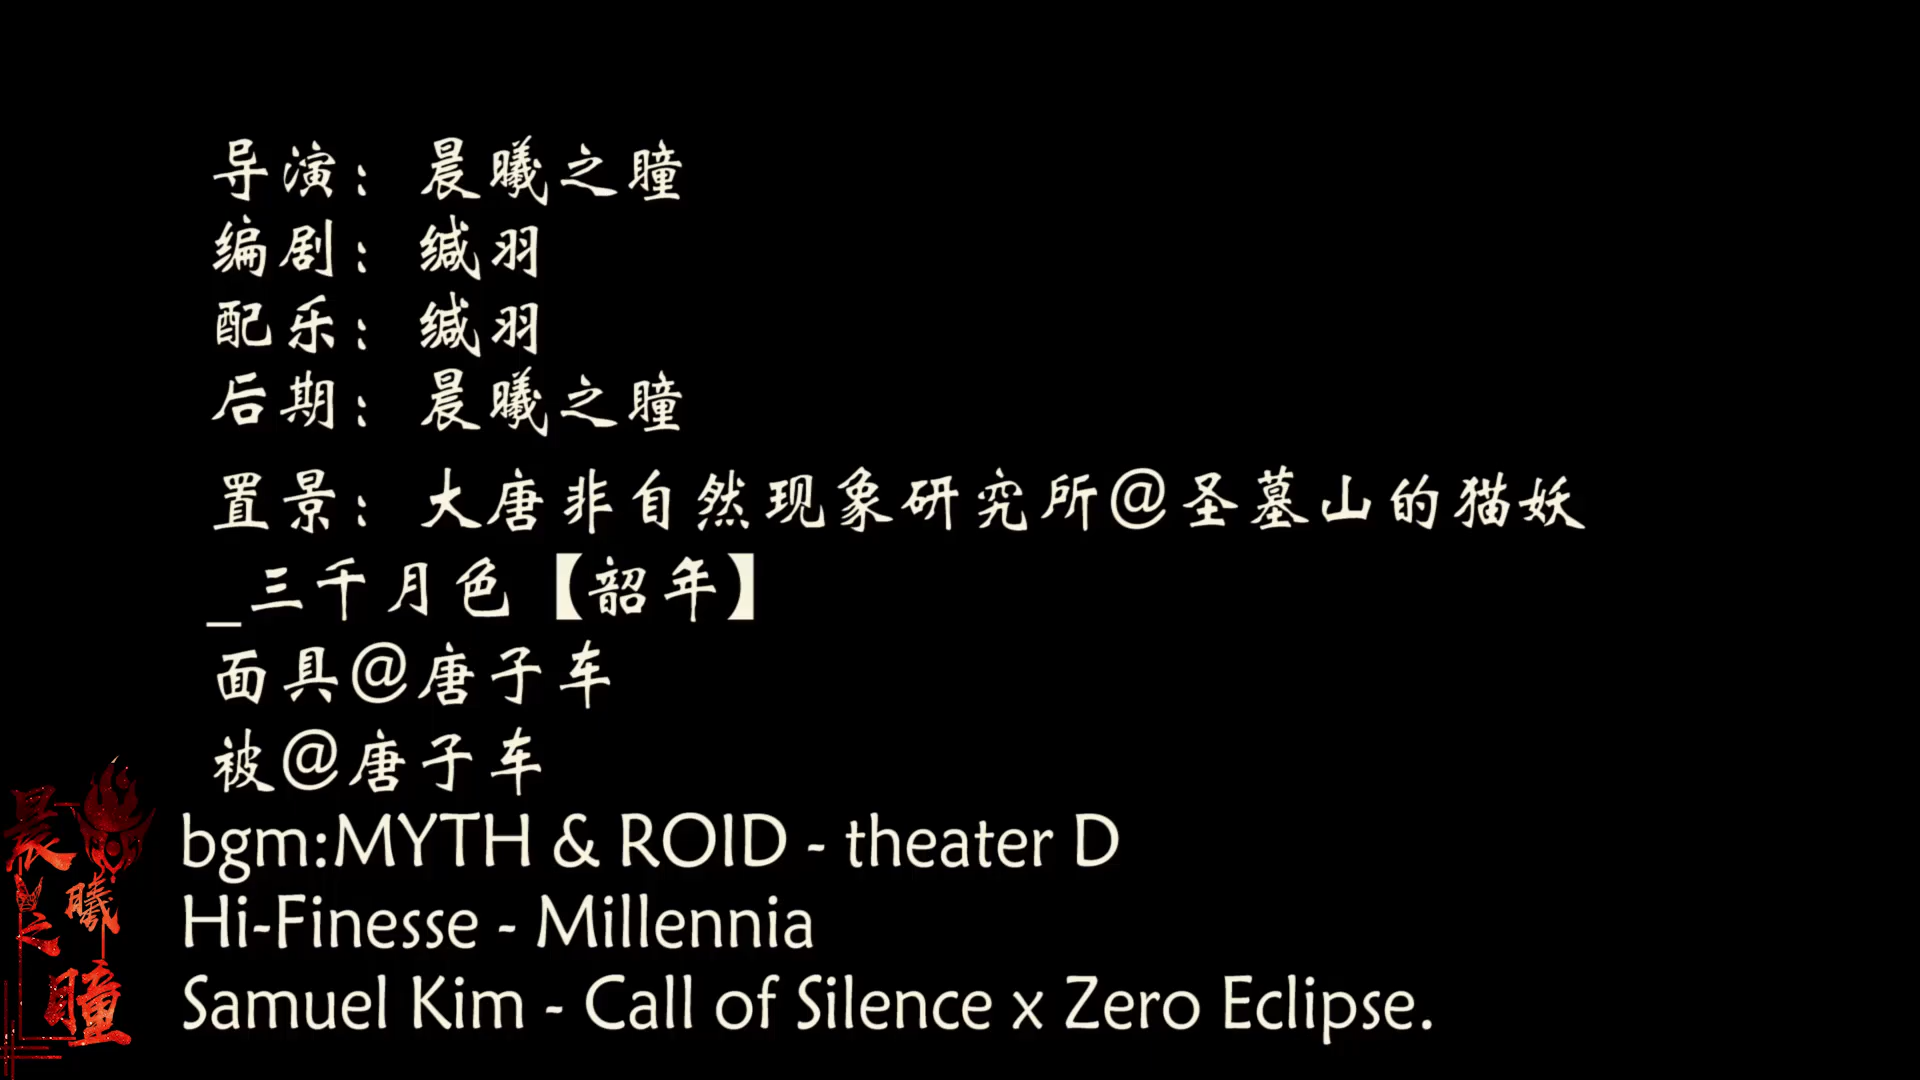 导演：晨曦之瞳
编剧：缄羽
配乐：缄羽
后期：晨曦之瞳
置景：大唐非自然现象研究所@圣墓山的猫妖
_三千月色【韶年】
面具@唐子车
被@唐子车
bgm:MYTH & ROID - theater D
Hi-Finesse - Millennia
Samuel Kim - Call of Silence x Zero Eclipse.
晨曦之瞳